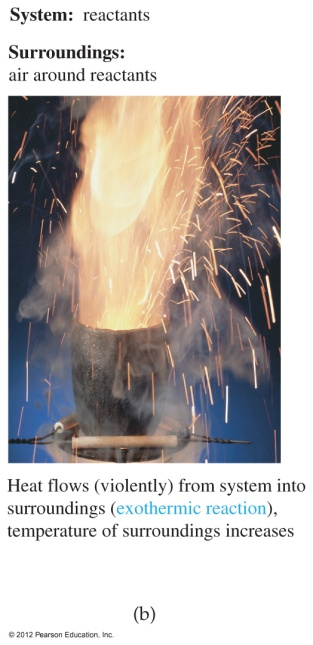 System: reactants
Surroundings:
air around reactants
Heat flows (violently) from system into
surroundings (exothermic reaction),
temperature of surroundings increases
(b)
© 2012 Pearson Education, Inc.